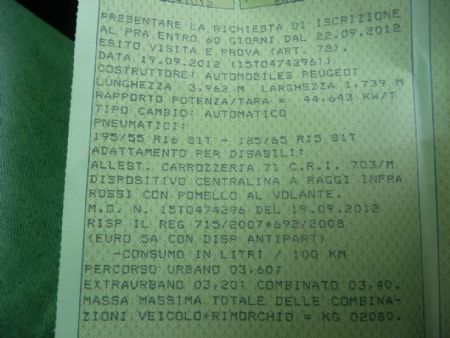 PRESENTARE LA RICHIESTA DI ISCRIZIONE
AL PRA ENTRO 60 GIORNI DAL 22.09.2012
ESITO VISITA E PROVA (ART. 78).
DATA 19.09.2012 (15T0474296)):
COSTRUTTORE: AUTOMOBILES PEUGEOT
LUNGHEZZA 3,962 M - LARGHEZZA 1,739 M
RAPPORTO POTENZA/TARA = 44,643 KW/T
TIPO CAMBIO: AUTOMATICO
PNEUMATICI:
195/55 R16 81T - 185/65 R15 81T
ADATTAMENTO PER DISABILI:
ALLEST. CARROZZERIA 71 C.R.I. 703/M
DISPOSITIVO CENTRALINA A RAGGI INFRA
ROSSI CON POMELLO AL VOLANTE.
M.O. N. 15T0474296 DEL 19.09.2012
RISP IL REG 715/2007*692/2008
(EURO 5A CON DISP ANTIPART)
-CONSUMO IN LITRI / 100 KM
PERCORSO URBANO 03,60;
EXTRAURBANO 03,20; COMBINATO 03,40.
MASSA MASSIMA TOTALE DELLE COMBINA-
ZIONI VEICOLO+RIMORCHIO = KG 02080.